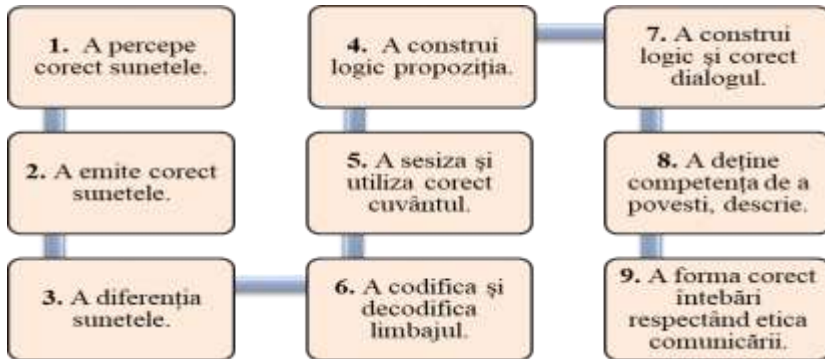 1. A percepe
corect sunetele.
2. A emite corect
sunetele.
3. A diferenția
sunetele.
4. A construi
logic propoziția.
5. A sesiza și
utiliza corect
cuvântul.
6. A codifica și
decodifica
limbajul.
7. A construi
logic și corect
dialogul.
8. A deține
competența de a
povesti, descrie.
9. A forma corect
întebări
respectând etica
comunicării.